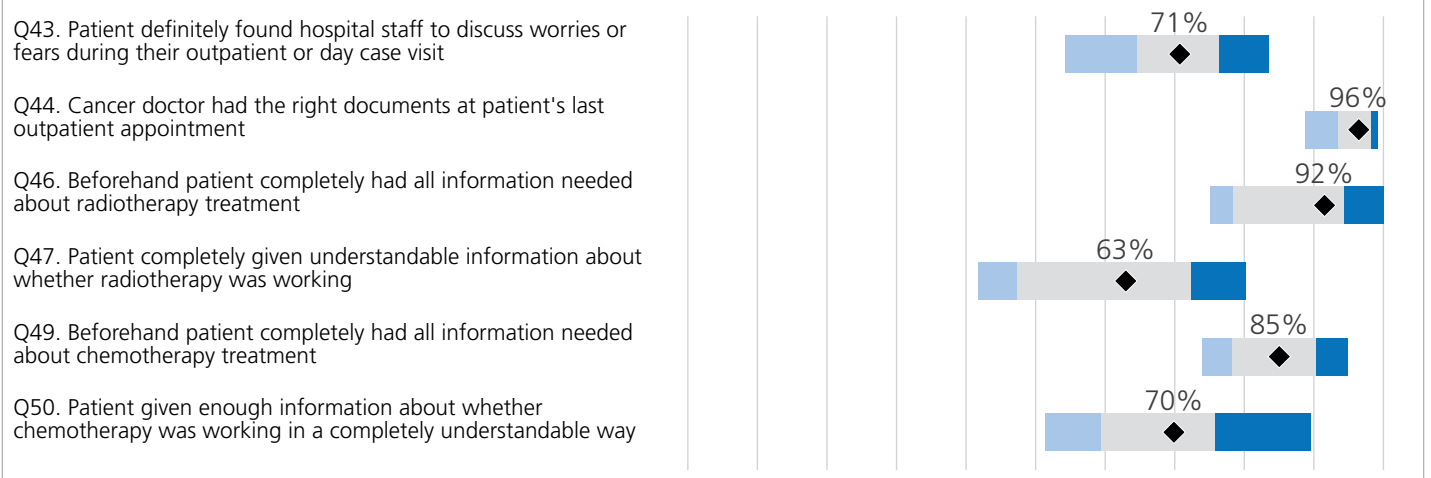 Q43. Patient definitely found hospital staff to discuss worries or
fears during their outpatient or day case visit
71%
Q44. Cancer doctor had the right documents at patient's last
outpatient appointment
96%
Q46. Beforehand patient completely had all information needed
about radiotherapy treatment
92%
Q47. Patient completely given understandable information about
whether radiotherapy was working
63%
Q49. Beforehand patient completely had all information needed
about chemotherapy treatment
85%
Q50. Patient given enough information about whether
chemotherapy was working in a completely understandable way
70%